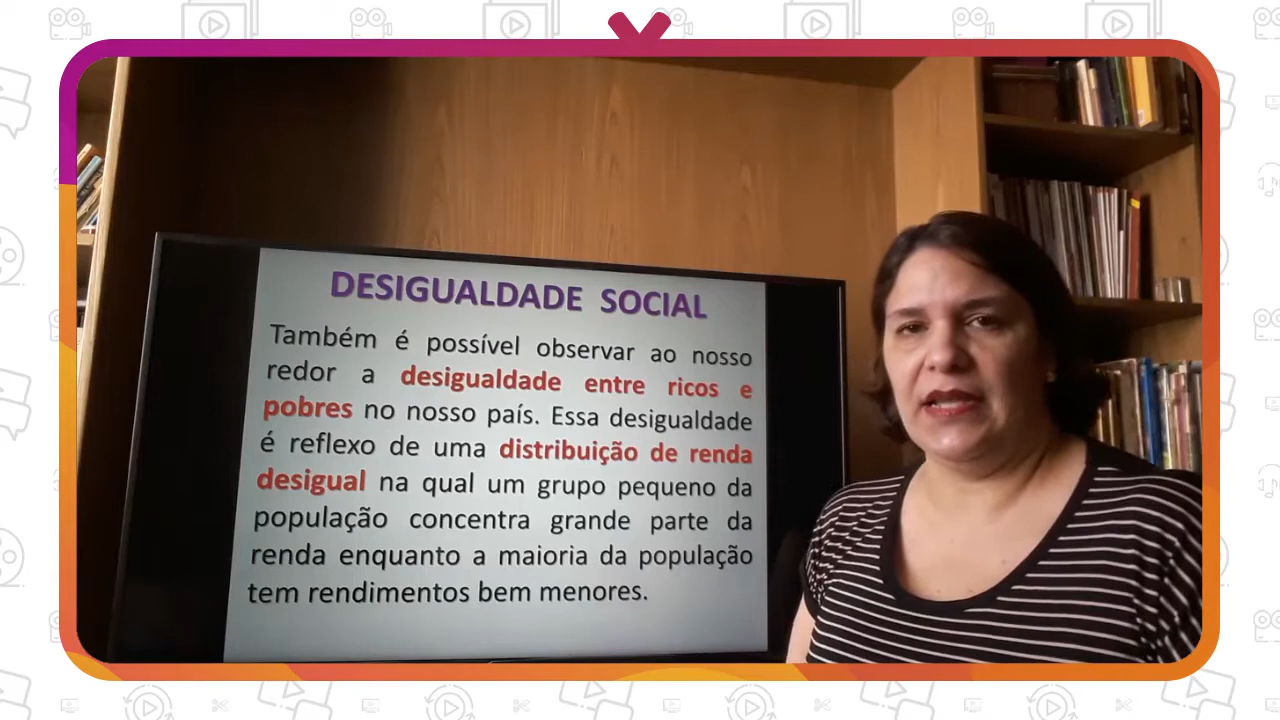 DESIGUALDADE SOCIAL
Também é possível observar ao nosso
redor a desigualdade entre ricos e
pobres no nosso país. Essa desigualdade
é reflexo de uma distribuição de renda
desigual na qual um grupo pequeno da
população concentra grande parte da
renda enquanto a maioria da população
tem rendimentos bem menores.